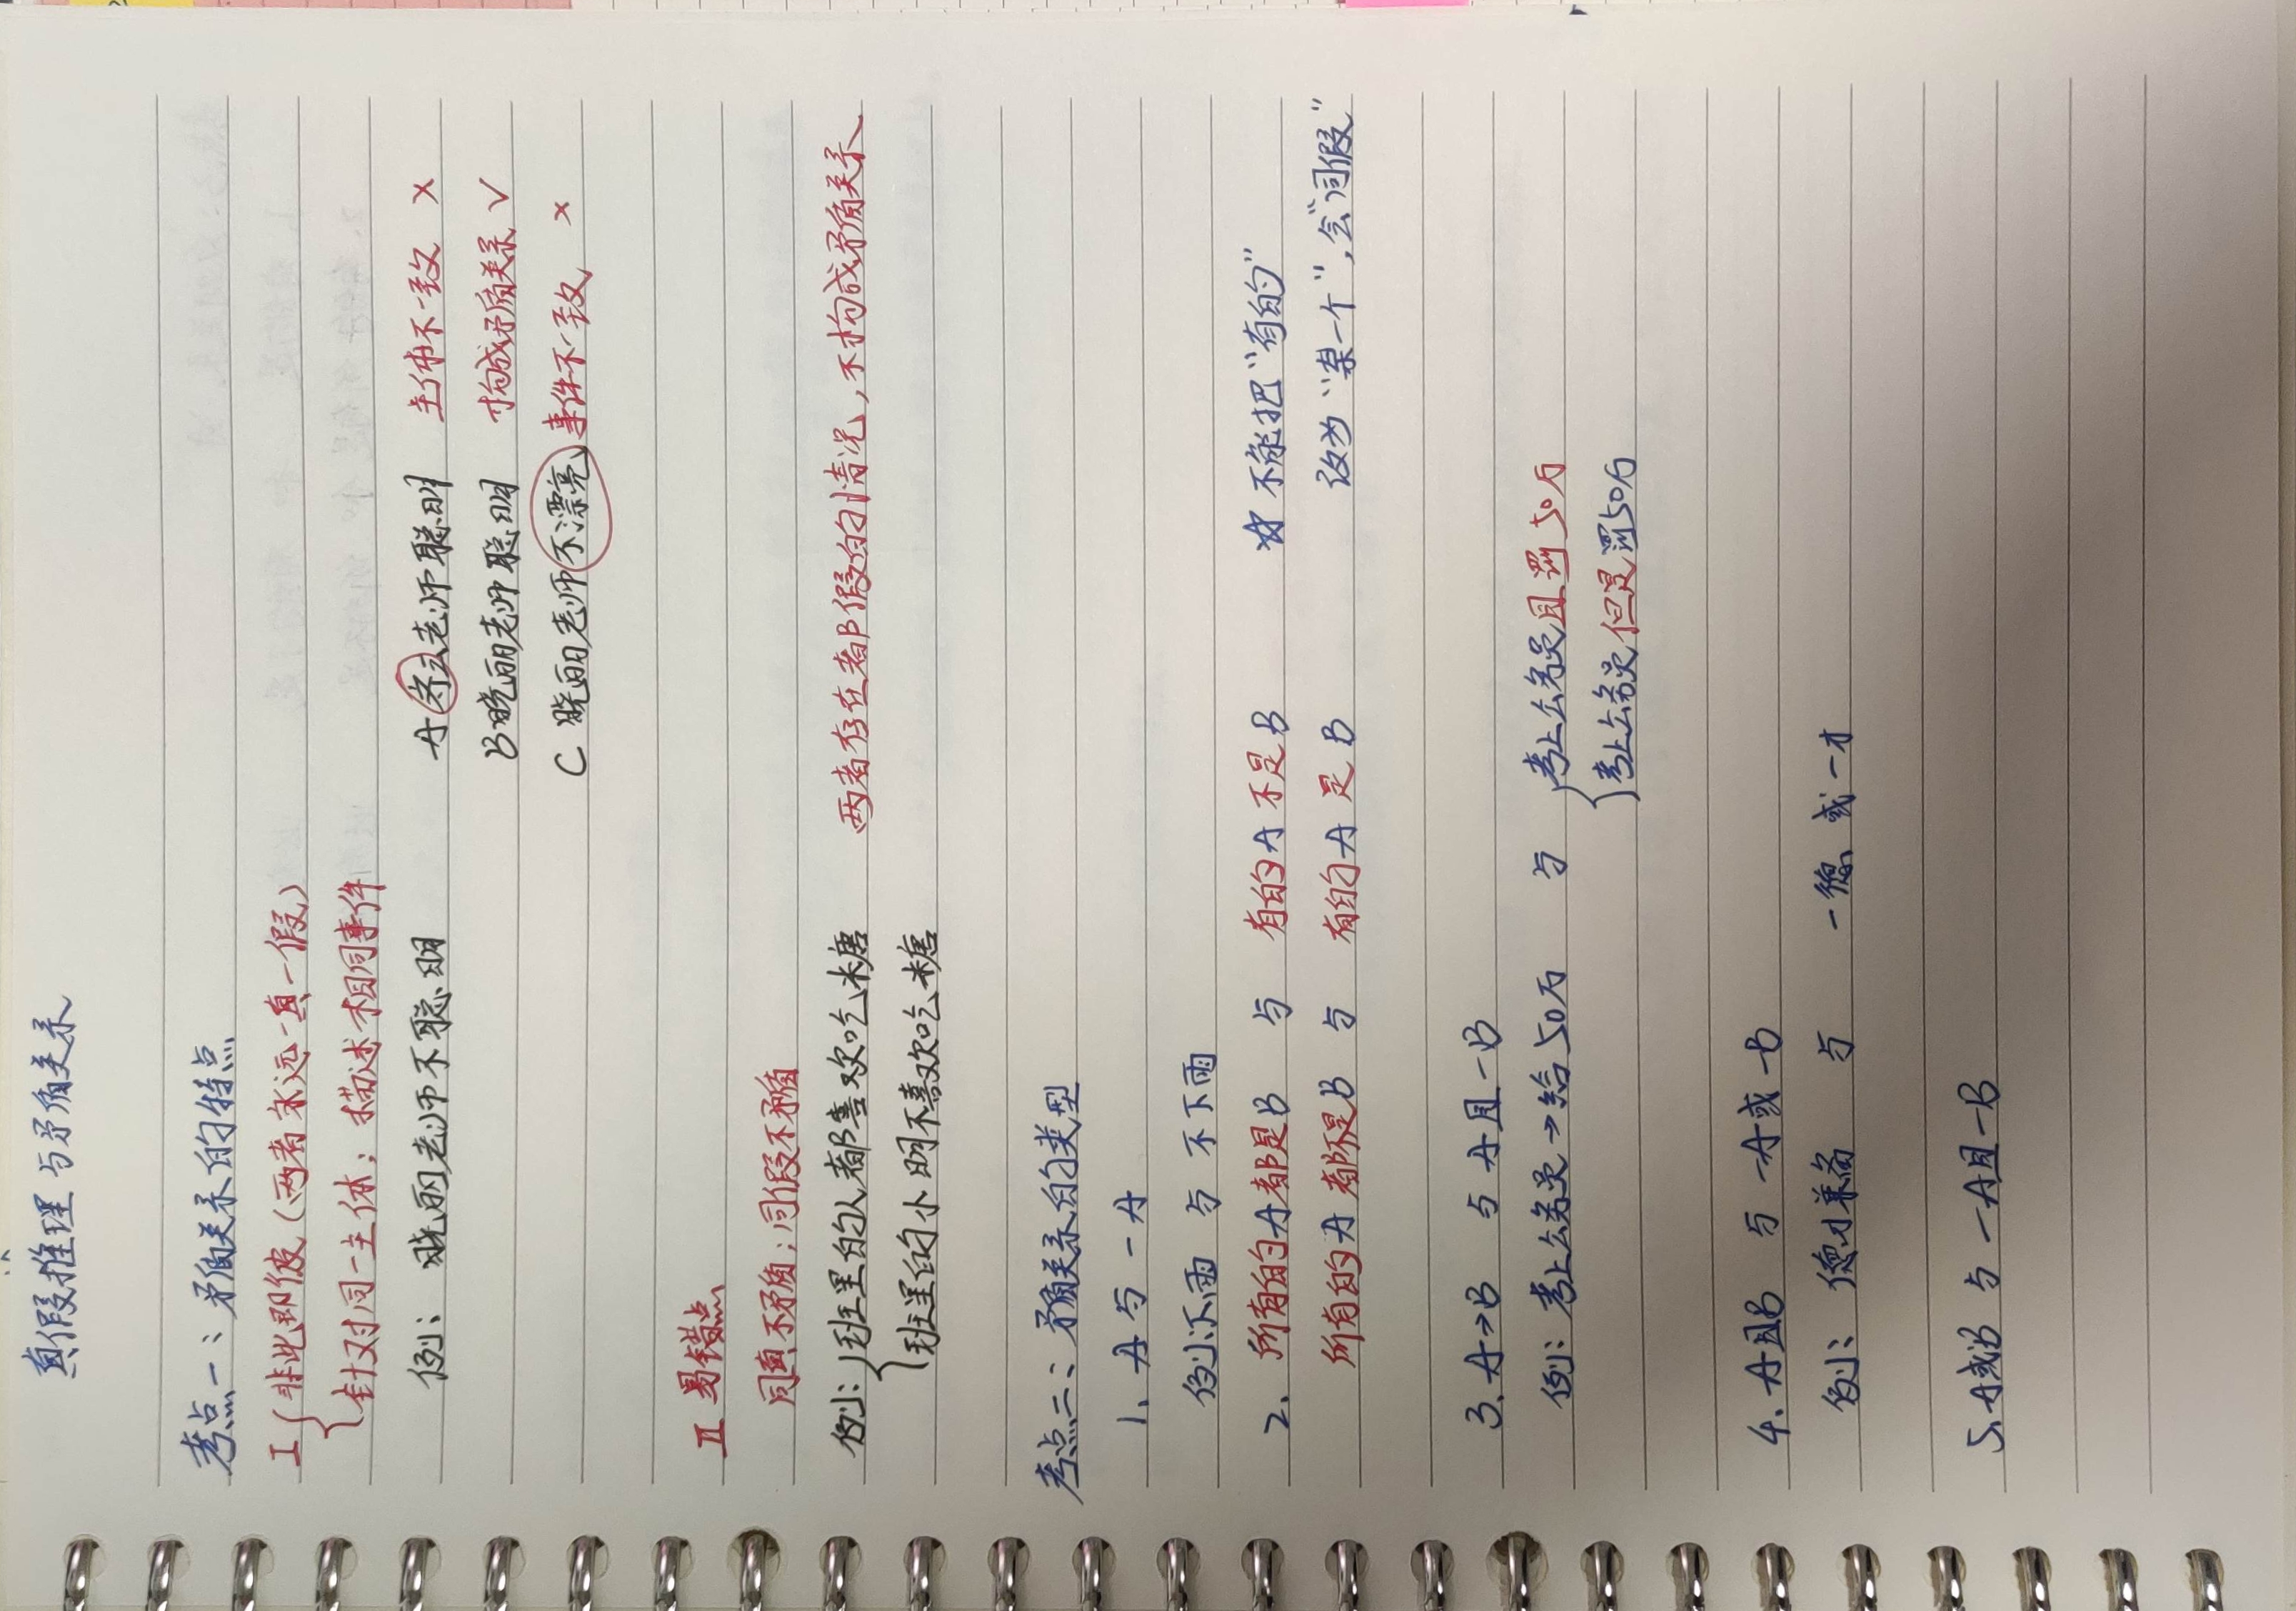 真假推理与矛盾关系
考点一：矛盾关系的特点
I 非此即彼（两者永远一真一假）
针对同一主体；描述相同事件
例：晓丽老师不聪明 A 老师聪明 主体不一致 ×
B 晓丽老师聪明 构成矛盾关系 √
C 晓丽老师不漂亮 事件不一致 ×
II 易错点
同真不矛盾；同假不矛盾
例：班里的人都喜欢吃糖 两者存在都假的情况，不构成矛盾关系
班里的小明不喜欢吃糖
考点二：矛盾关系的类型
1、A 与 -A
例：下雨 与 不下雨
2、所有的A都是B 与 有的A不是B ☆ 不能把“有的”
所有的A都不是B 与 有的A是B 改为“某一个”，会“同假”
3、A→B 与 A且-B
例：考上公务员→给50万 与 考上公务员且罚50万
考上公务员但是罚50万
4、A且B 与 -A或-B
例：德才兼备 与 -德 或 -才
5、A或B 与 -A且-B